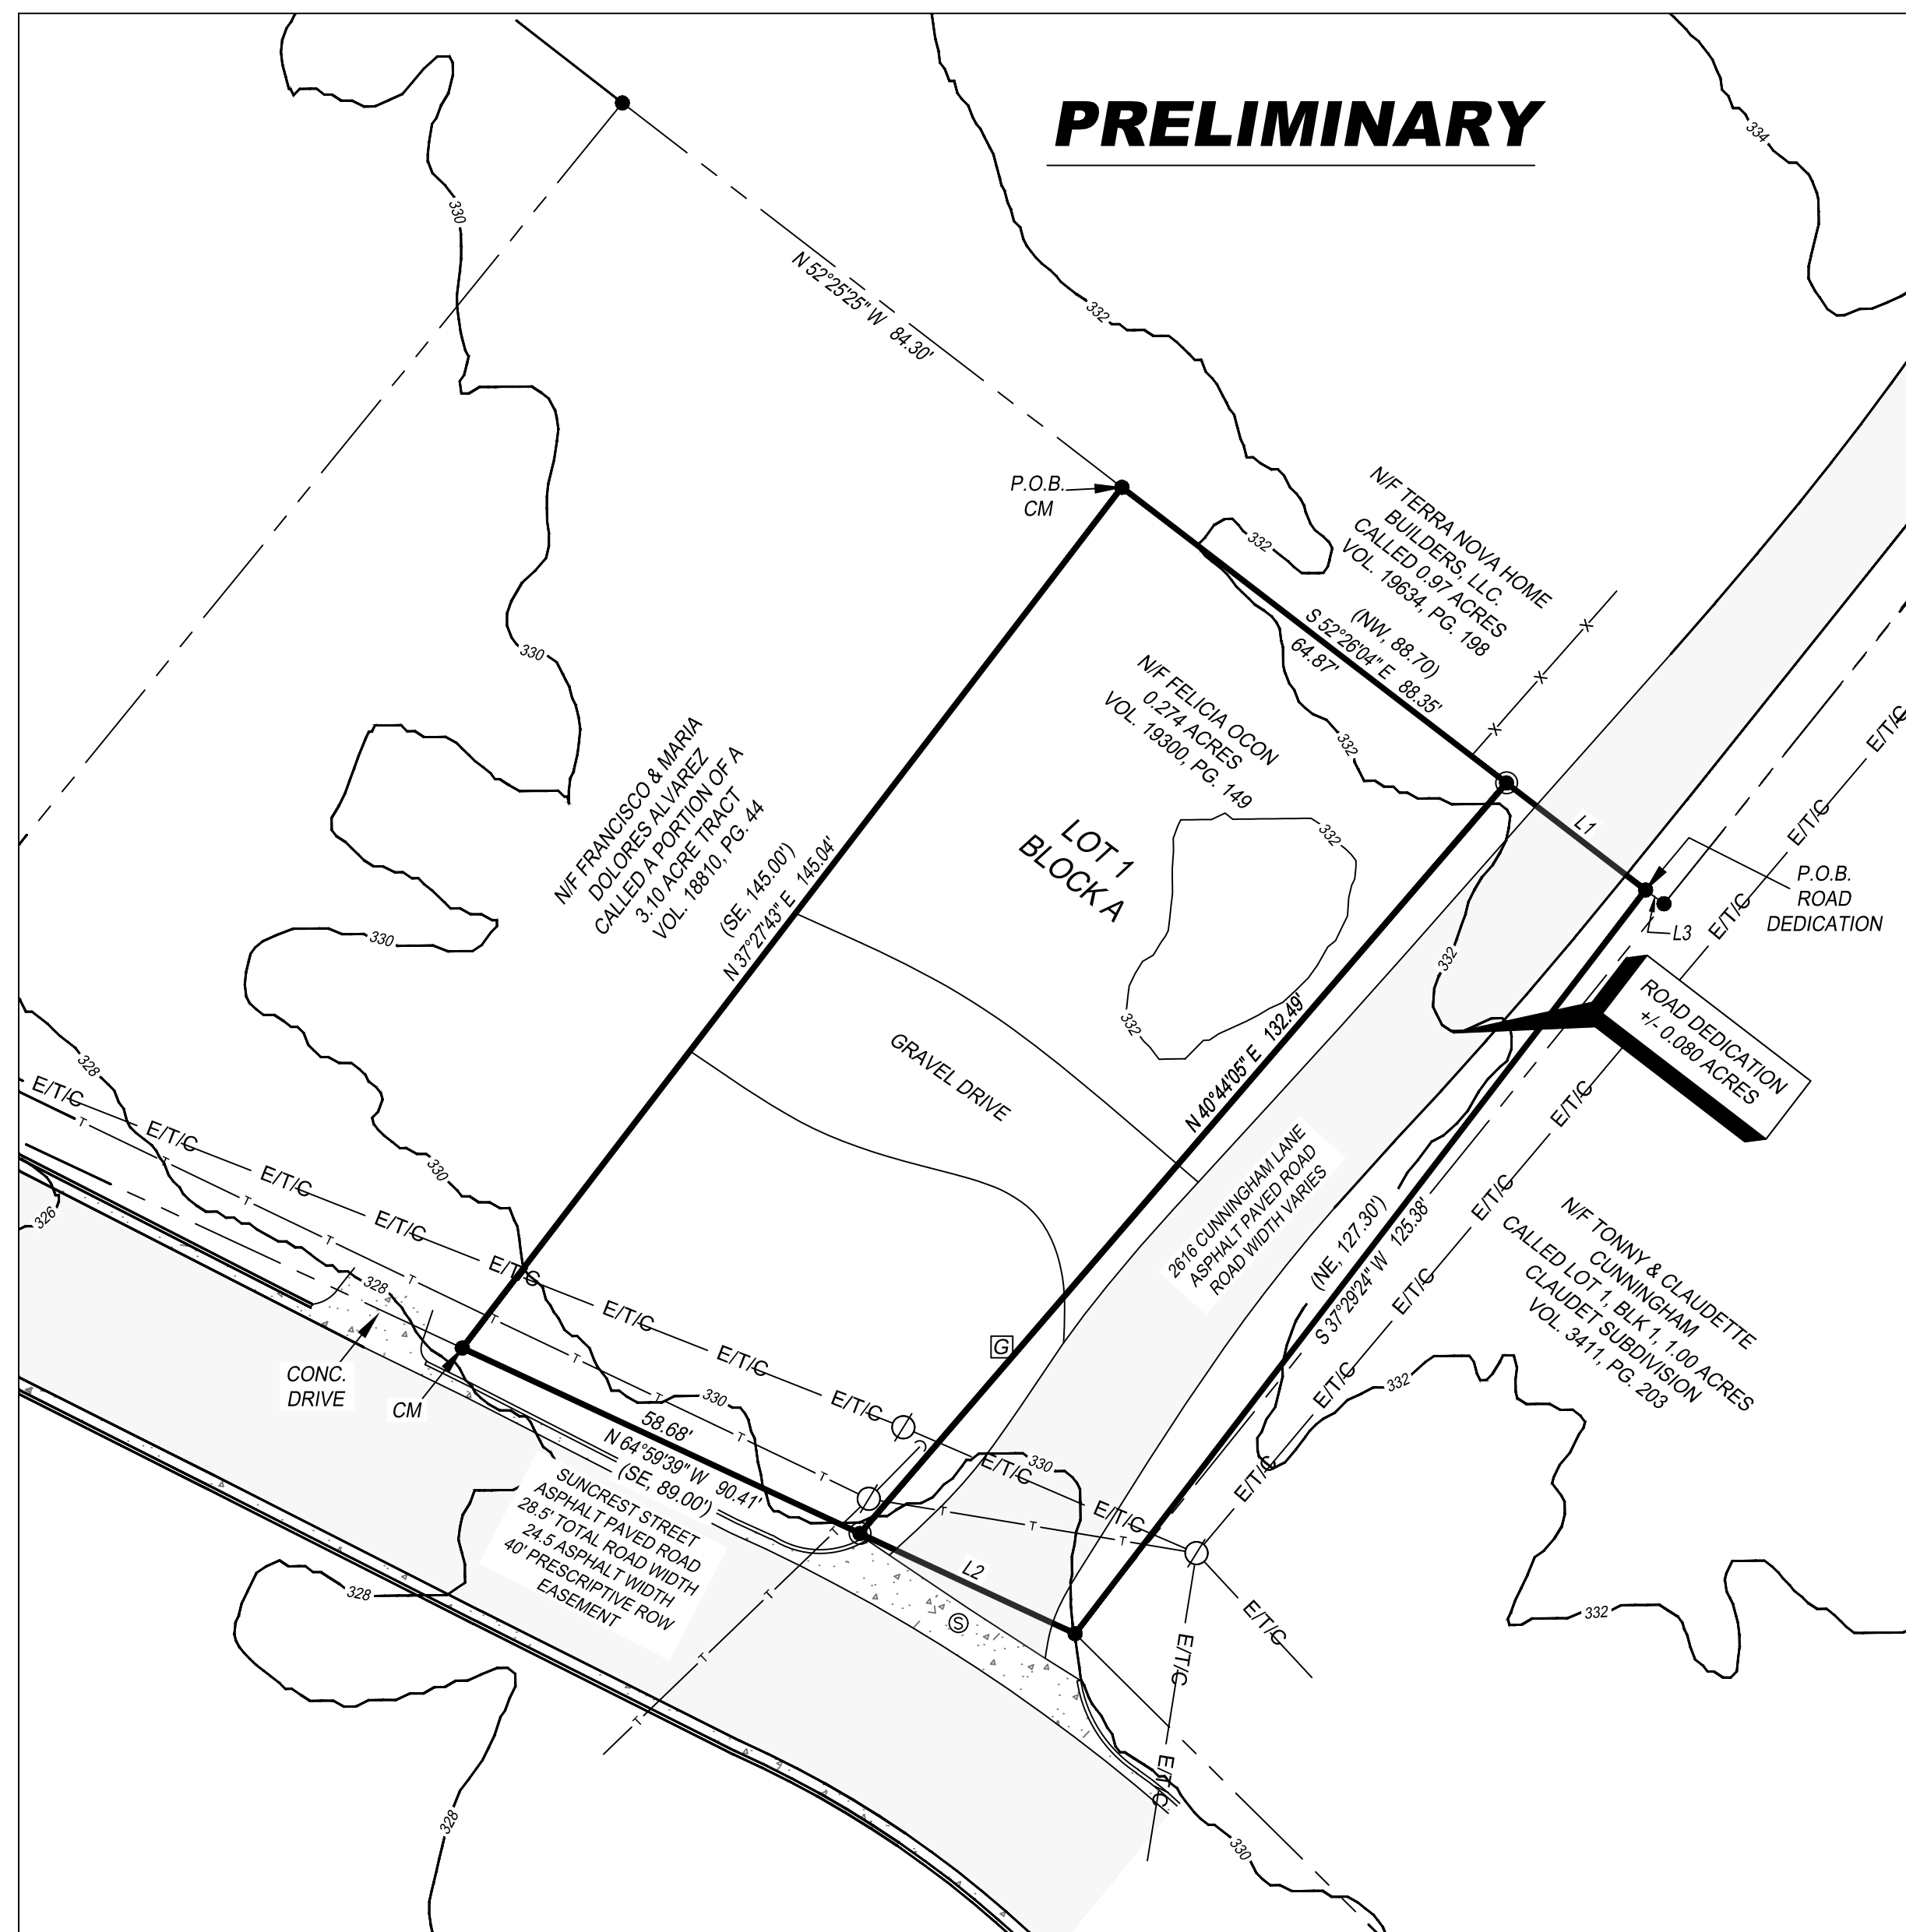 PRELIMINARY
334
330
332
N 52°25'25" W 84.30'
P.O.B.
CM
332
N/F TERRA NOVA HOME
BUILDERS, LLC.
CALLED 0.97 ACRES
VOL. 19634, PG. 198
(NW, 88.70)
S 52°26'04" E 88.35'
64.87'
330
N/F FELICIA OCON
0.274 ACRES
VOL. 19300, PG. 149
332
X
X
X
N/F FRANCISCO & MARIA
DOLORES ALVAREZ
CALLED A PORTION OF A
3.10 ACRE TRACT
VOL. 18810, PG. 44
(SE, 145.00')
N 37°27'43" E 145.04'
LOT 1
BLOCK A
332
L1
P.O.B.
ROAD
DEDICATION
L3
E/T/C
E/T/C
E/T/C
330
332
332
ROAD DEDICATION
+/- 0.080 ACRES
GRAVEL DRIVE
N 40°44'05" E 132.49'
328
E/T/C
E/T/C
E/T/C
E/T/C
E/T/C
E/T/C
E/T/C
E/T/C
330
326
T
T
T
T
T
T
T
T
T
T
2616 CUNNINGHAM LANE
ASPHALT PAVED ROAD
ROAD WIDTH VARIES
(NE, 127.30')
S 37°29'24" W 125.38'
E/T/C
E/T/C
E/T/C
E/T/C
E/T/C
N/F TONNY & CLAUDETTE
CUNNINGHAM
CALLED LOT 1, BLK 1, 1.00 ACRES
CLAUDET SUBDIVISION
VOL. 3411, PG. 203
328
G
CONC.
DRIVE
CM
330
332
58.68'
N 64°59'39" W 90.41'
(SE, 89.00')
E/T/C
330
E/T/C
T
T
T
SUNCREST STREET
ASPHALT PAVED ROAD
28.5' TOTAL ROAD WIDTH
24.5 ASPHALT WIDTH
40' PRESCRIPTIVE ROW
EASEMENT
L2
S
T
T
T
T
328
332
E/T/C
E/T/C
E/T/C
328
330